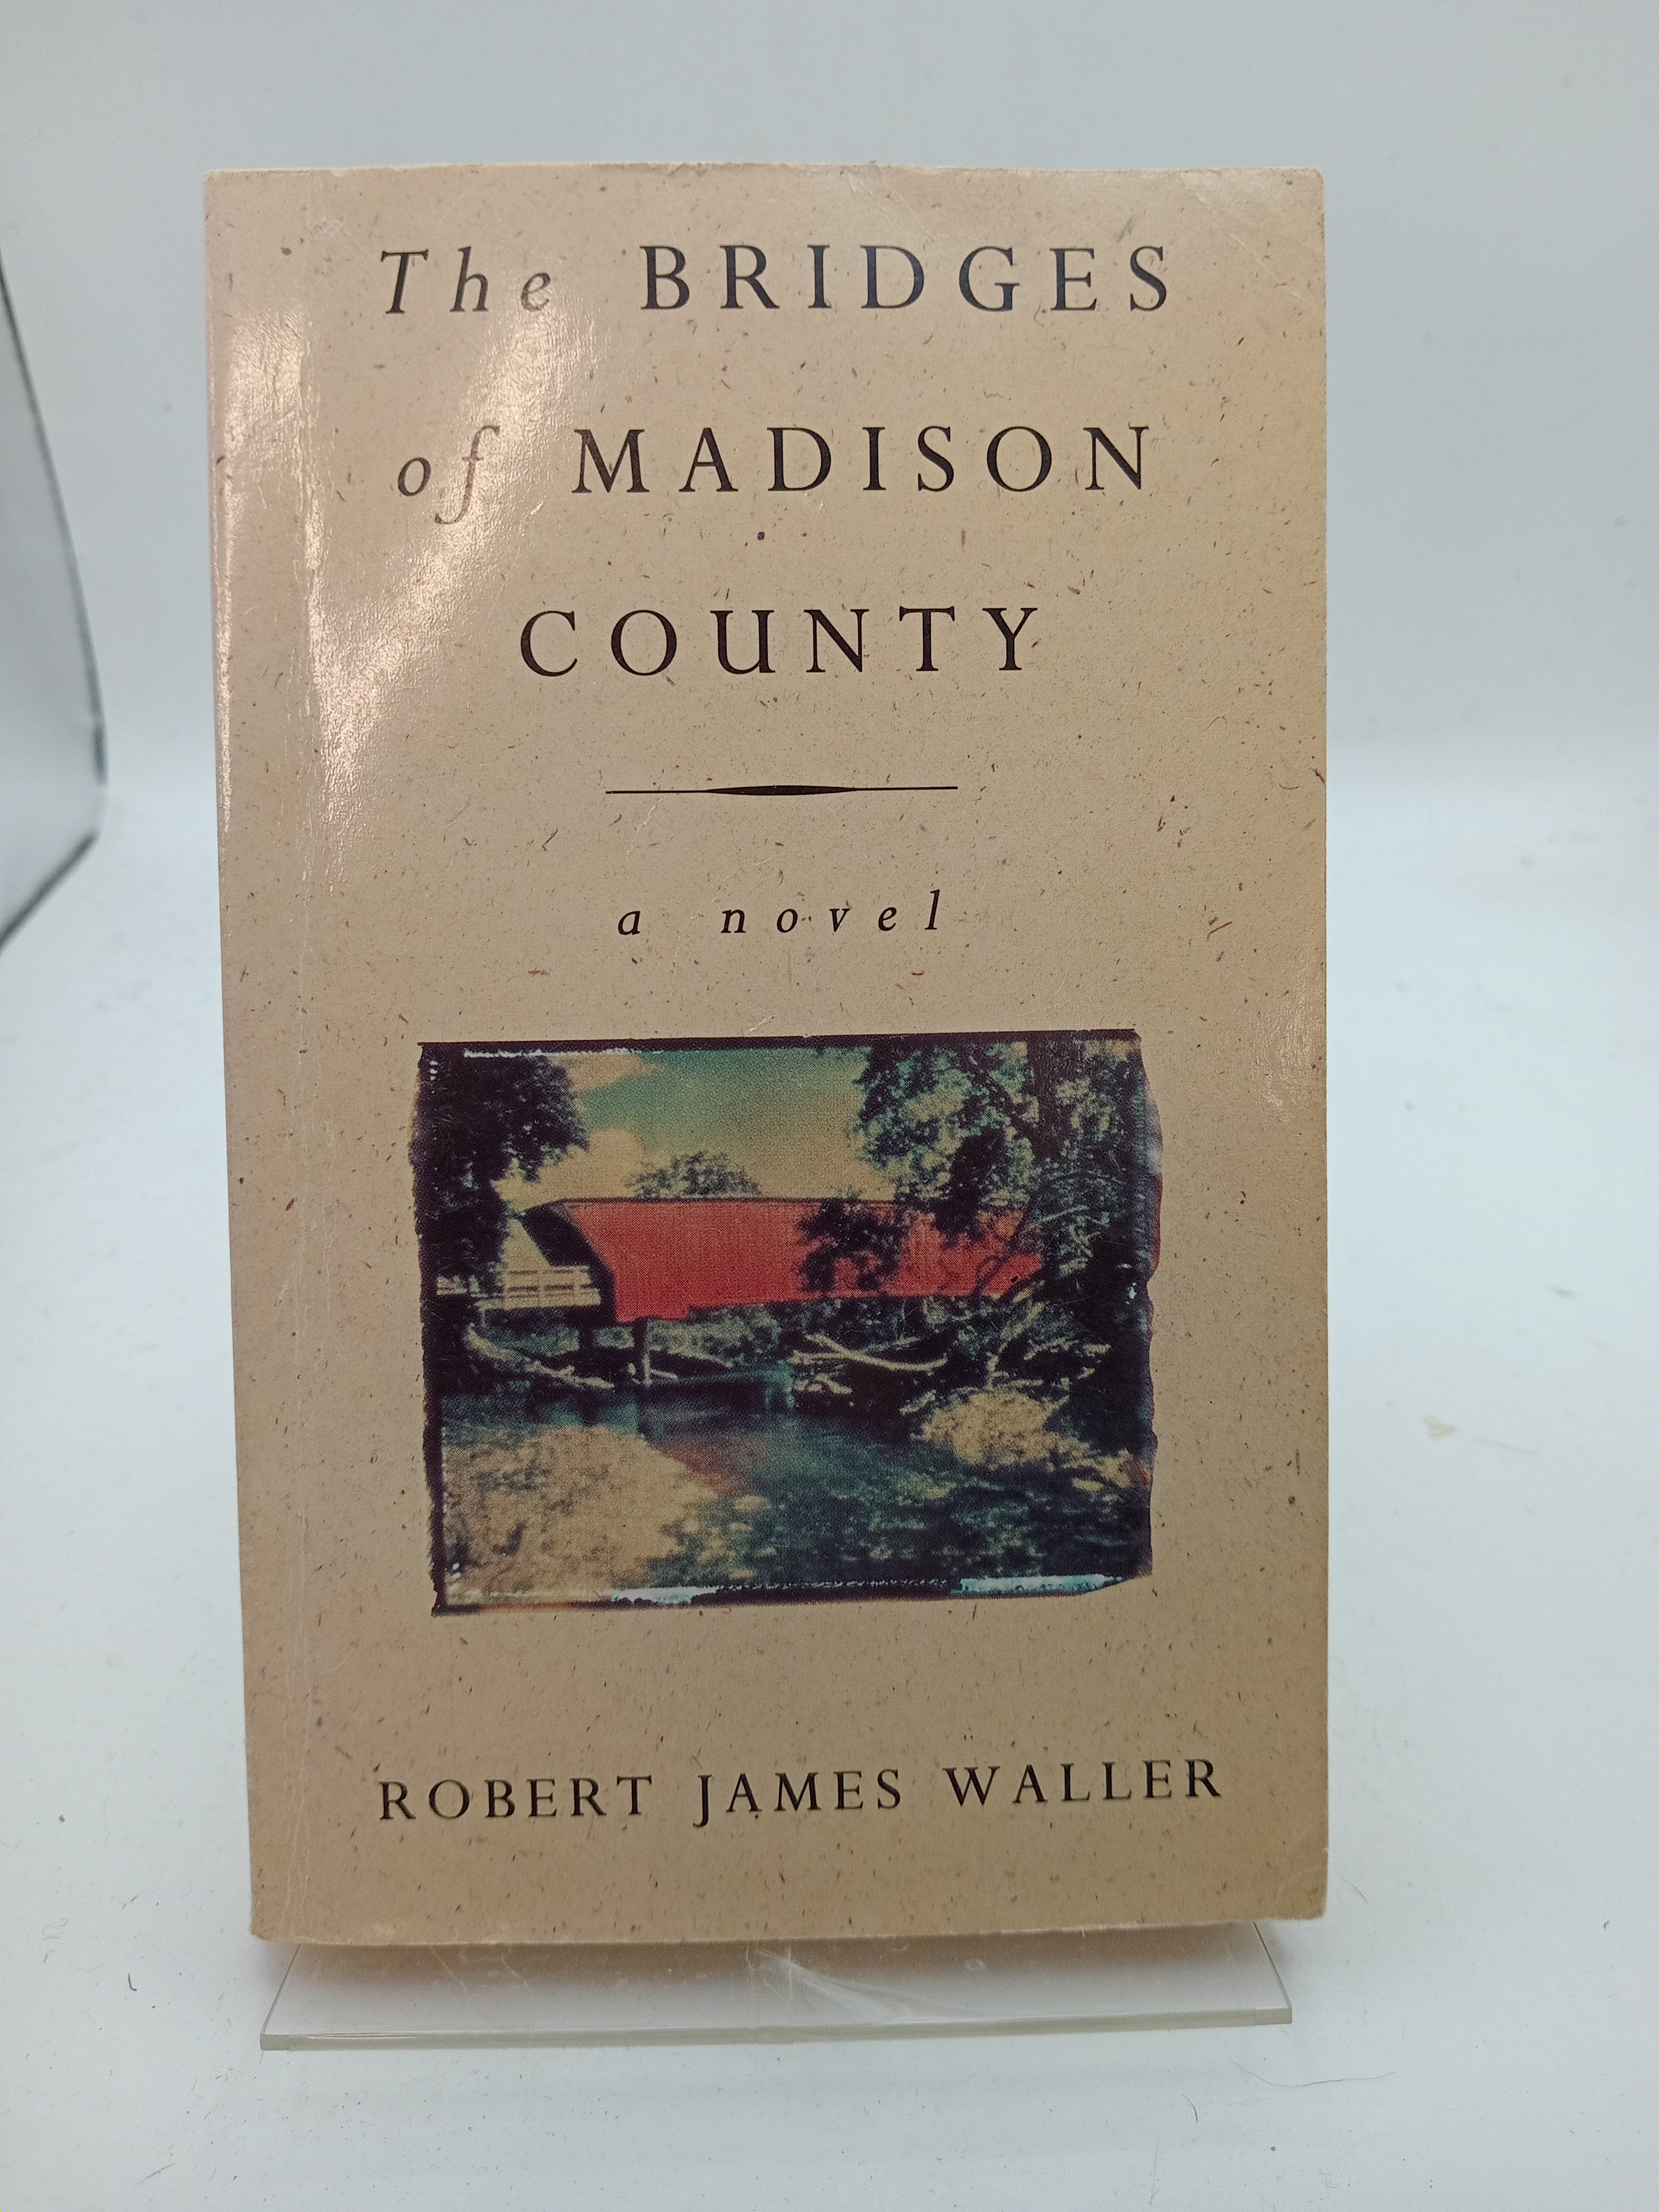 The BRIDGES
of MADISON
COUNTY
a novel
ROBERT JAMES WALLER